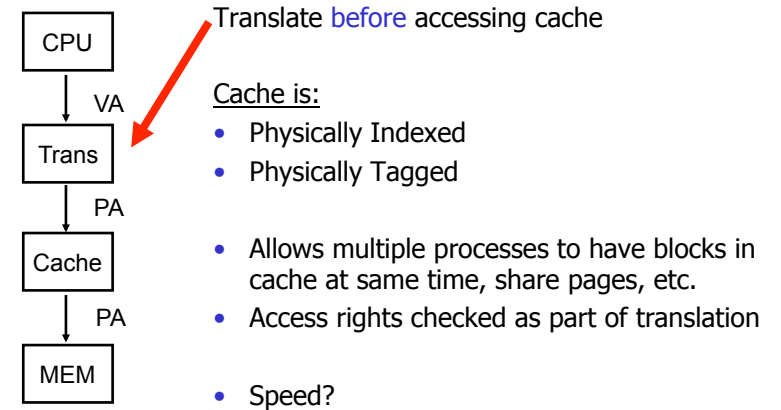 Translate before accessing cache
CPU
VA
Cache is:
• Physically Indexed
Trans
• Physically Tagged
PA
• Allows multiple processes to have blocks in
Cache
cache at same time, share pages, etc.
PA
• Access rights checked as part of translation
MEM
• Speed?